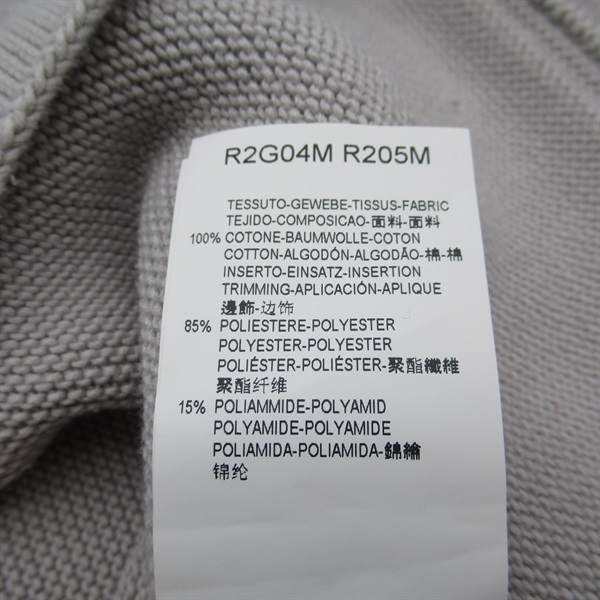 R2G04M R205M
TESSUTO-GEWEBE-TISSUS-FABRIC
TEJIDO-COMPOSICAO-面料-面料
100% COTONE-BAUMWOLLE-COTON
COTTON-ALGODÓN-ALGODÃO-棉-棉
INSERTO-EINSATZ-INSERTION
TRIMMING-APLICACIÓN-APLIQUE
邊飾-边饰
85% POLIESTERE-POLYESTER
POLYESTER-POLYESTER
POLIÉSTER-POLIÉSTER-聚酯纖維
聚酯纤维
15% POLIAMMIDE-POLYAMID
POLYAMIDE-POLYAMIDE
POLIAMIDA-POLIAMIDA-錦綸
锦纶